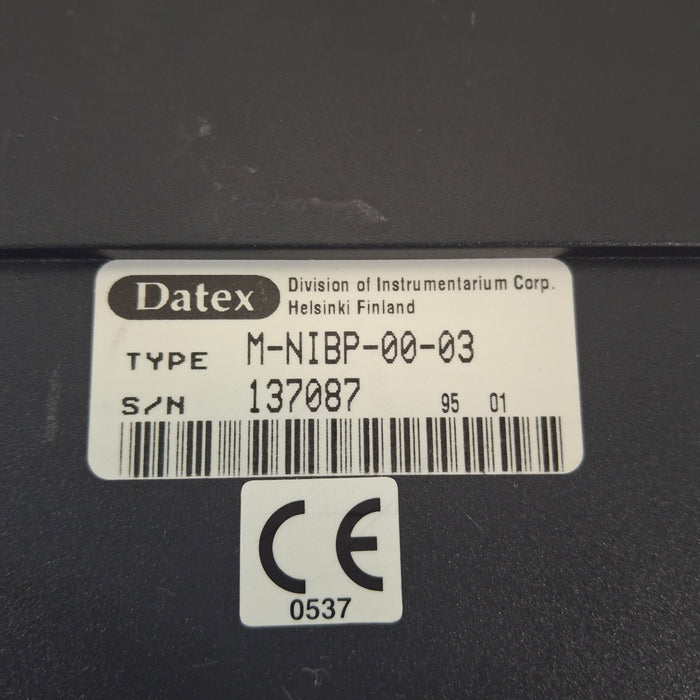 Datex
Division of Instrumentarium Corp.
Helsinki Finland
TYPE M-NIBP-00-03
S/N 137087 95 01
CE
0537